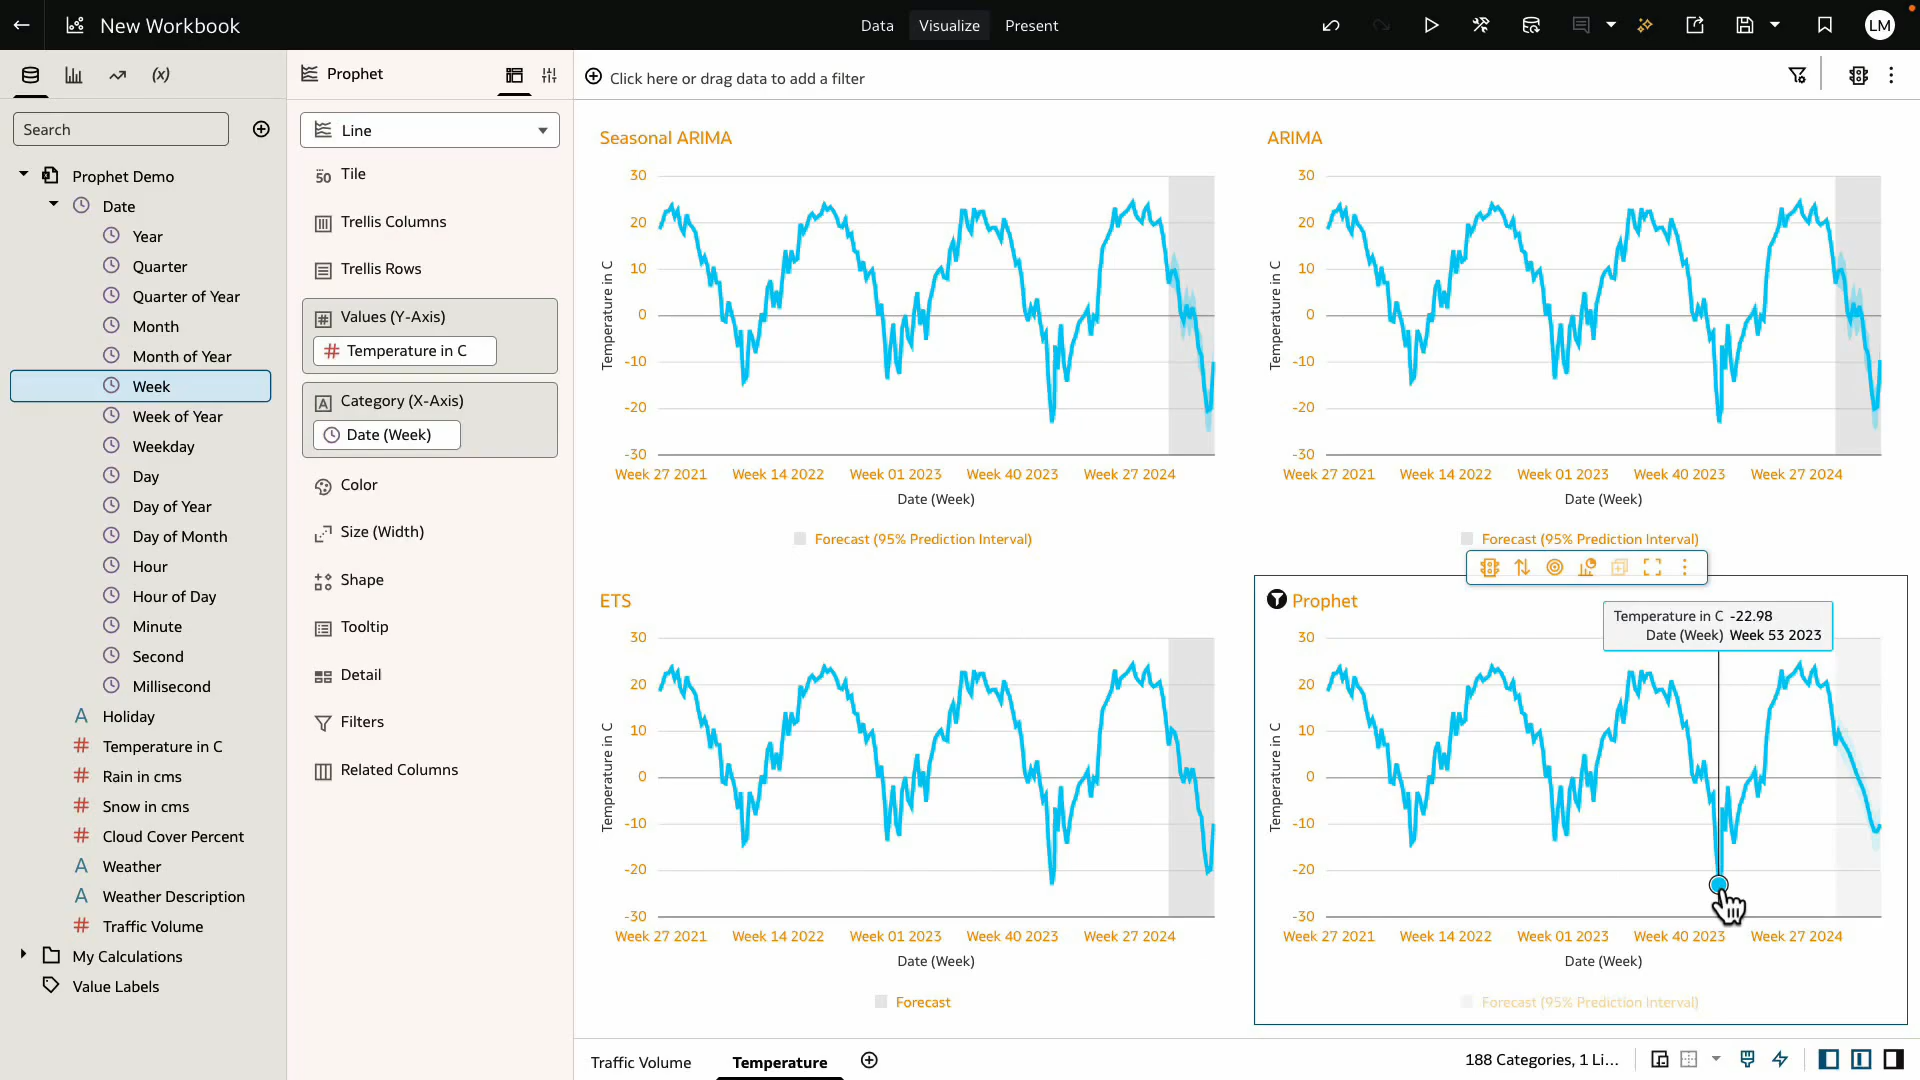 New Workbook
Data
Visualize
Present
LM
(x)
Search
Prophet Demo
Date
Year
Quarter
Quarter of Year
Month
Month of Year
Week
Week of Year
Weekday
Day
Day of Year
Day of Month
Hour
Hour of Day
Minute
Second
Millisecond
A Holiday
# Temperature in C
# Rain in cms
# Snow in cms
# Cloud Cover Percent
A Weather
A Weather Description
# Traffic Volume
My Calculations
Value Labels
Prophet
Line
50 Tile
Trellis Columns
Trellis Rows
# Values (Y-Axis)
# Temperature in C
A Category (X-Axis)
Date (Week)
Color
Size (Width)
Shape
Tooltip
Detail
Filters
Related Columns
Click here or drag data to add a filter
Seasonal ARIMA
30
20
10
0
-10
-20
-30
Temperature in C
Week 27 2021 Week 14 2022 Week 01 2023 Week 40 2023 Week 27 2024
Date (Week)
Forecast (95% Prediction Interval)
ARIMA
30
20
10
0
-10
-20
-30
Temperature in C
Week 27 2021 Week 14 2022 Week 01 2023 Week 40 2023 Week 27 2024
Date (Week)
Forecast (95% Prediction Interval)
ETS
30
20
10
0
-10
-20
-30
Temperature in C
Week 27 2021 Week 14 2022 Week 01 2023 Week 40 2023 Week 27 2024
Date (Week)
Forecast
Prophet
Temperature in C -22.98
Date (Week) Week 53 2023
30
20
10
0
-10
-20
-30
Temperature in C
Week 27 2021 Week 14 2022 Week 01 2023 Week 40 2023 Week 27 2024
Date (Week)
Forecast (95% Prediction Interval)
Traffic Volume
Temperature
188 Categories, 1 Li...